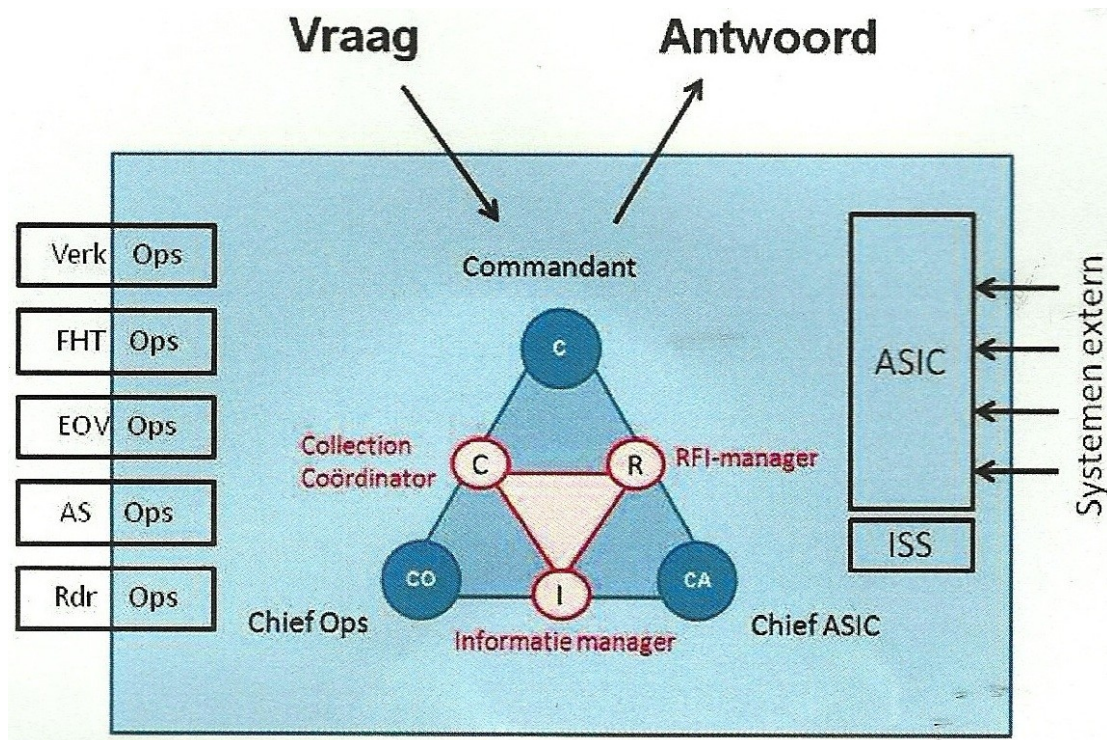 Vraag
Antwoord
Commandant
C
Verk Ops
FHT Ops
EOV Ops
AS Ops
Rdr Ops
Collection
Coördinator
C
R
RFI-manager
CO
I
CA
Chief Ops
Informatie manager
Chief ASIC
ASIC
ISS
Systemen extern